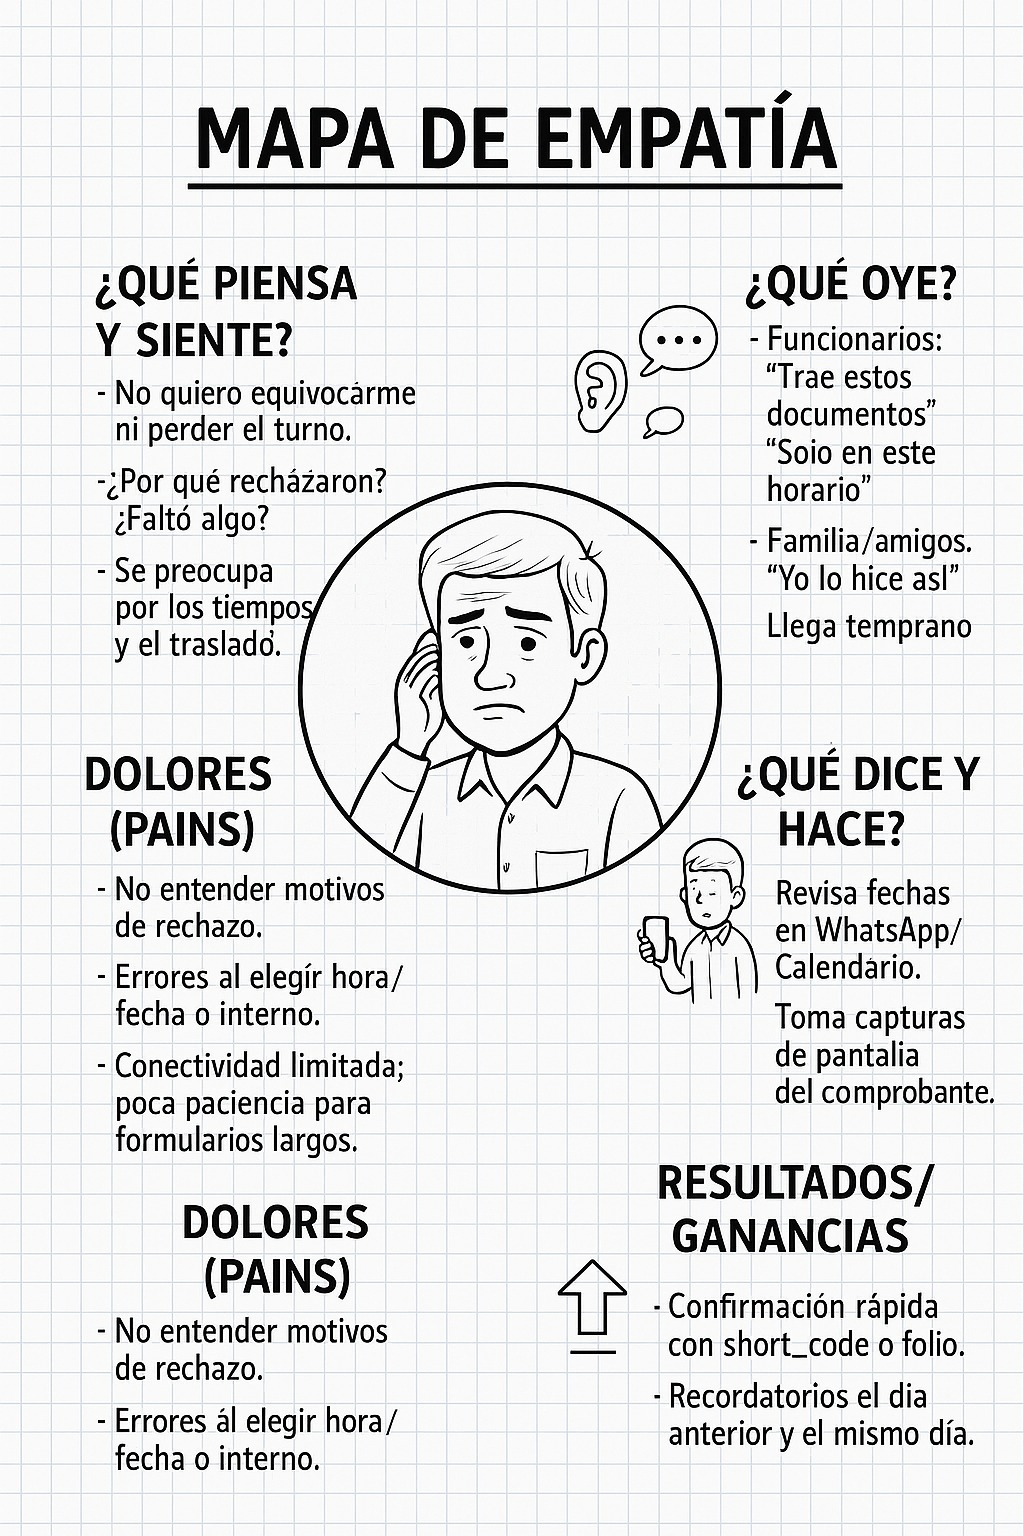 MAPA DE EMPATÍA
¿QUÉ PIENSA
Y SIENTE?
- No quiero equivocárme
ni perder el turno.
-¿Por qué recházaron?
¿Faltó algo?
- Se preocupa
por los tiempos
y el trasladó.
¿QUÉ OYE?
- Funcionarios:
“Trae estos
documentos”
“Soio en este
horario”
- Familia/amigos.
“Yo lo hice asl”
Llega temprano
DOLORES
(PAINS)
- No entender motivos
de rechazo.
- Errores al elegír hora/
fecha o interno.
- Conectividad limitada;
poca paciencia para
formularios largos.
¿QUÉ DICE Y
HACE?
Revisa fechas
en WhatsApp/
Calendário.
Toma capturas
de pantalia
del comprobante.
DOLORES
(PAINS)
- No entender motivos
de rechazo.
- Errores ál elegir hora/
fecha o interno.
RESULTADOS/
GANANCIAS
- Confirmación rápida
con short_code o folio.
- Recordatorios el dia
anterior y el mismo día.